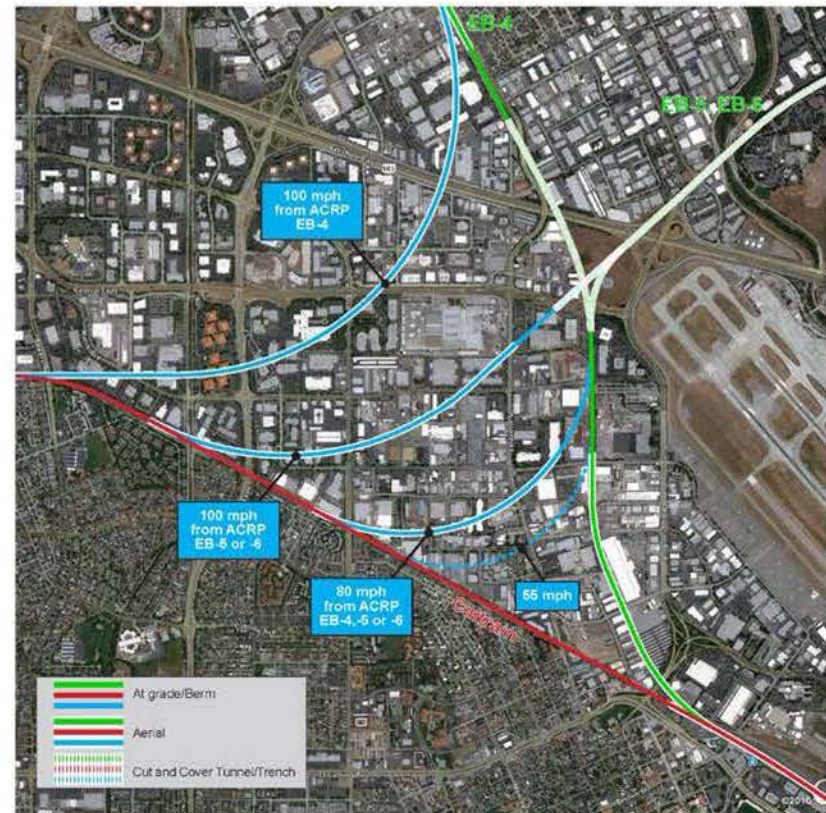 EB-4
EB-5, EB-6
100 mph
from ACRP
EB-4
100 mph
from ACRP
EB-5 or -6
80 mph
from ACRP
EB-4,-5 or -6
55 mph
Caltrain
At grade/Berm
Aerial
Cut and Cover Tunnel/Trench